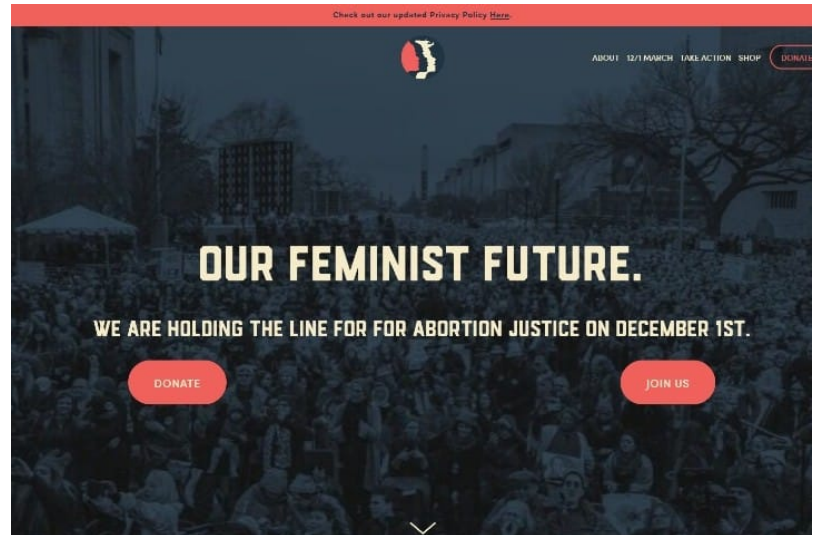 Check out our updated Privacy Policy Here.
ABOUT 12/1 MARCH TAKE ACTION SHOP DONATE
OUR FEMINIST FUTURE.
WE ARE HOLDING THE LINE FOR FOR ABORTION JUSTICE ON DECEMBER 1ST.
DONATE JOIN US